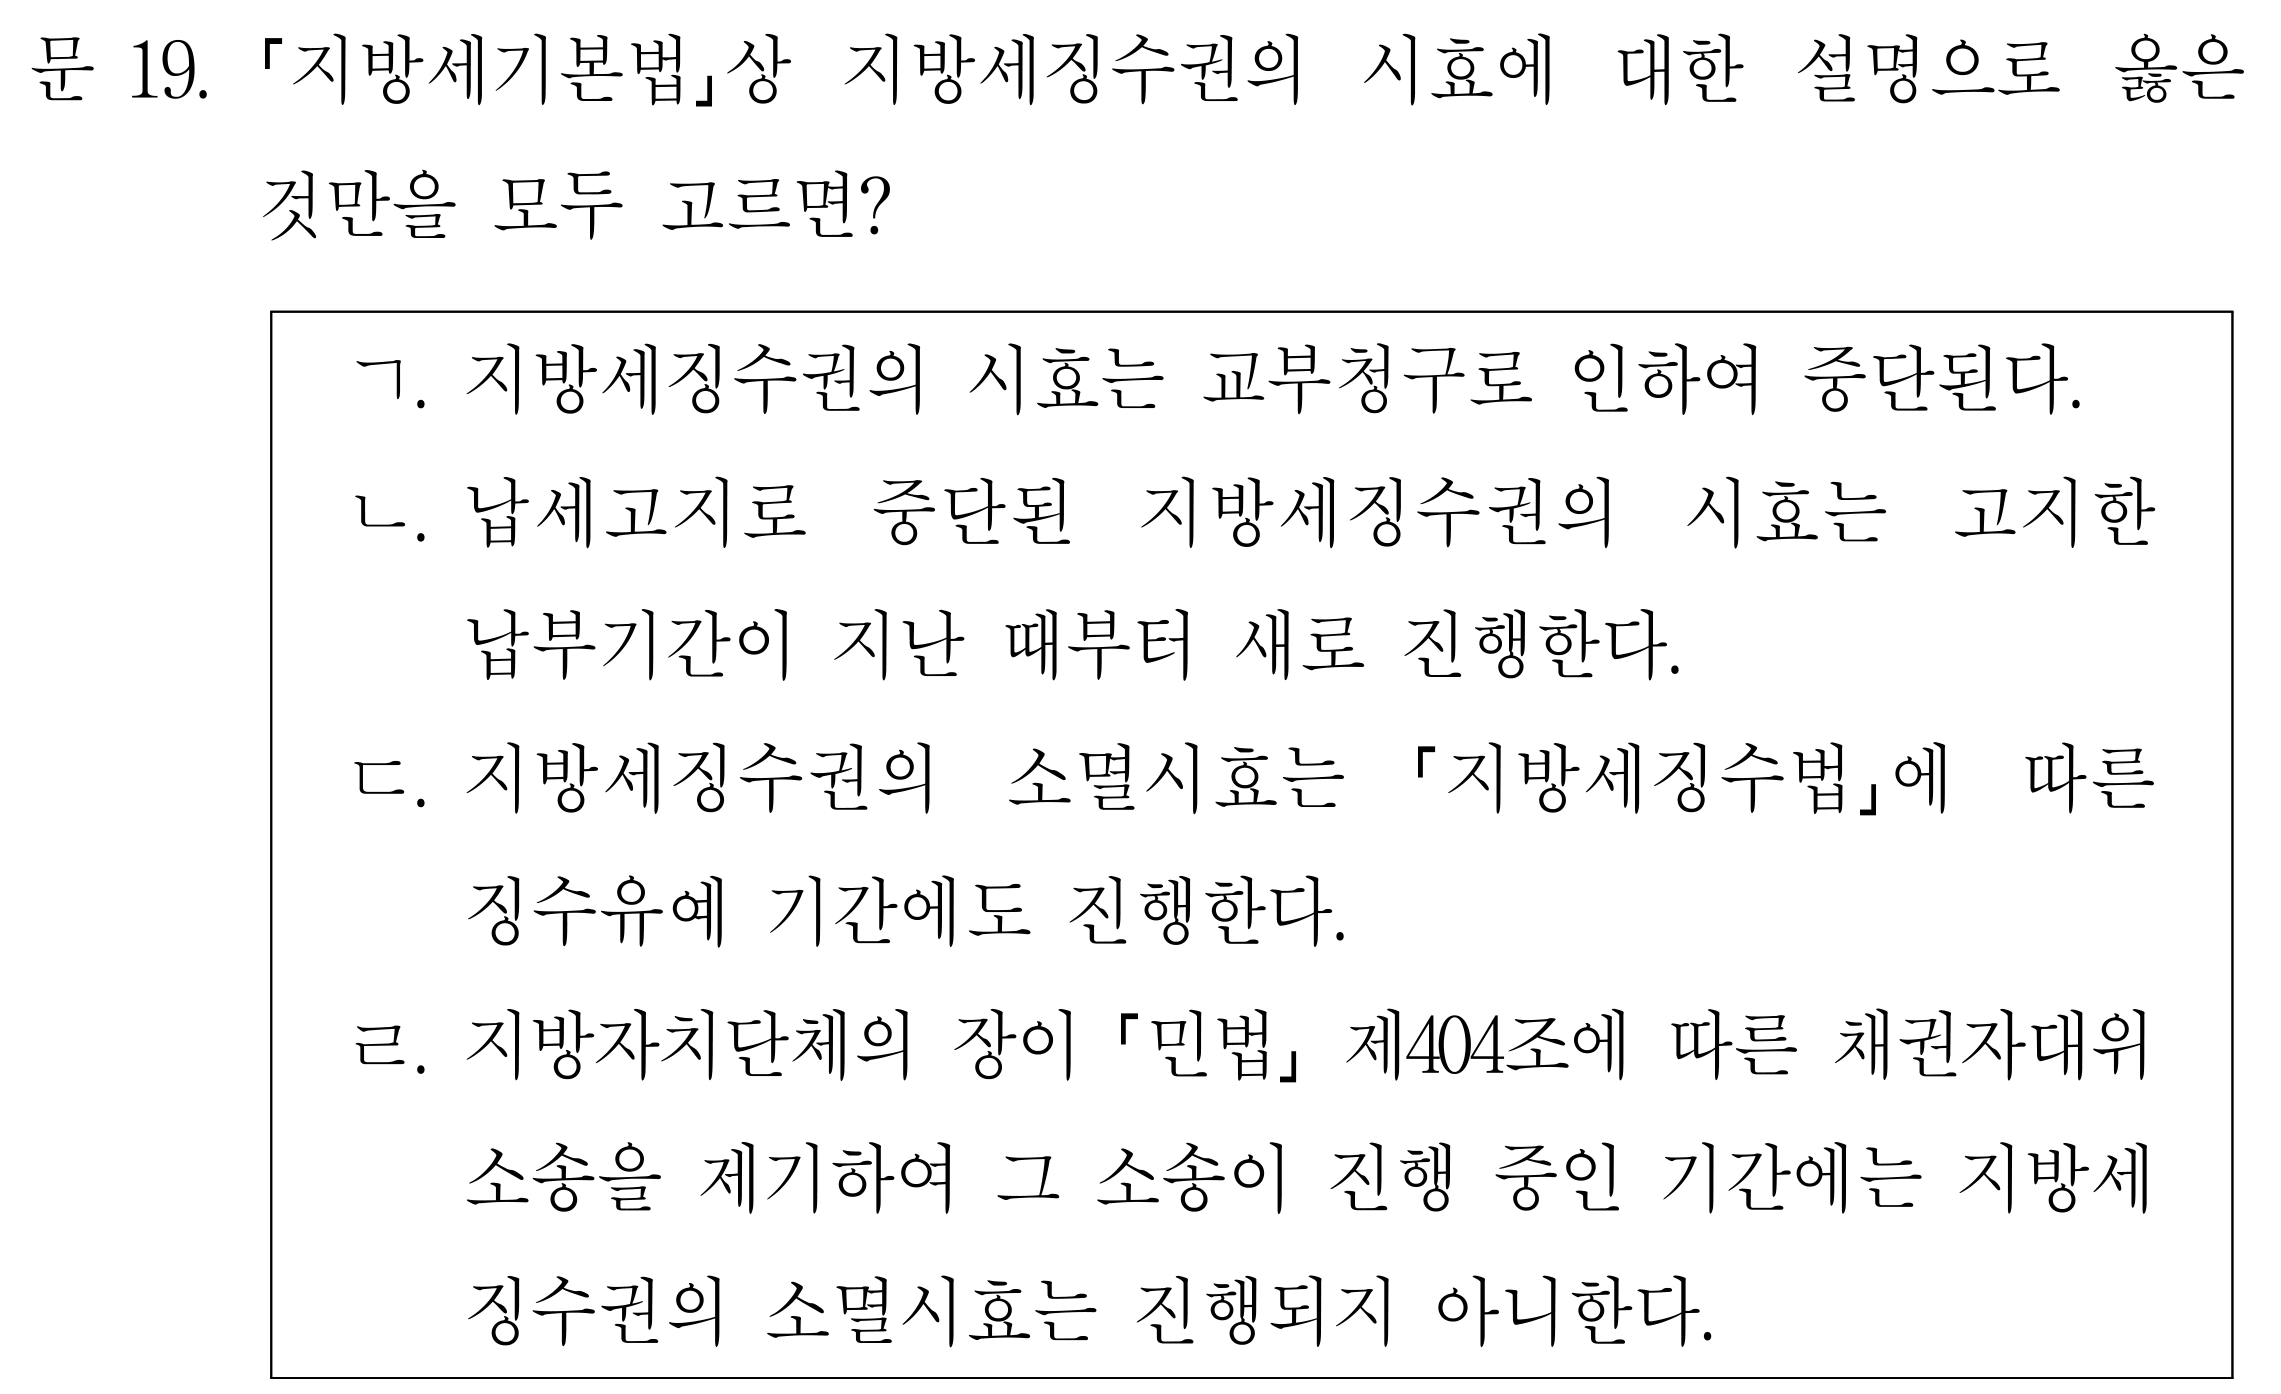 문 19. 「지방세기본법」상 지방세징수권의 시효에 대한 설명으로 옳은
것만을 모두 고르면?
ㄱ. 지방세징수권의 시효는 교부청구로 인하여 중단된다.
ㄴ. 납세고지로 중단된 지방세징수권의 시효는 고지한
납부기간이 지난 때부터 새로 진행한다.
ㄷ. 지방세징수권의 소멸시효는 「지방세징수법」에 따른
징수유예 기간에도 진행한다.
ㄹ. 지방자치단체의 장이 「민법」 제404조에 따른 채권자대위
소송을 제기하여 그 소송이 진행 중인 기간에는 지방세
징수권의 소멸시효는 진행되지 아니한다.